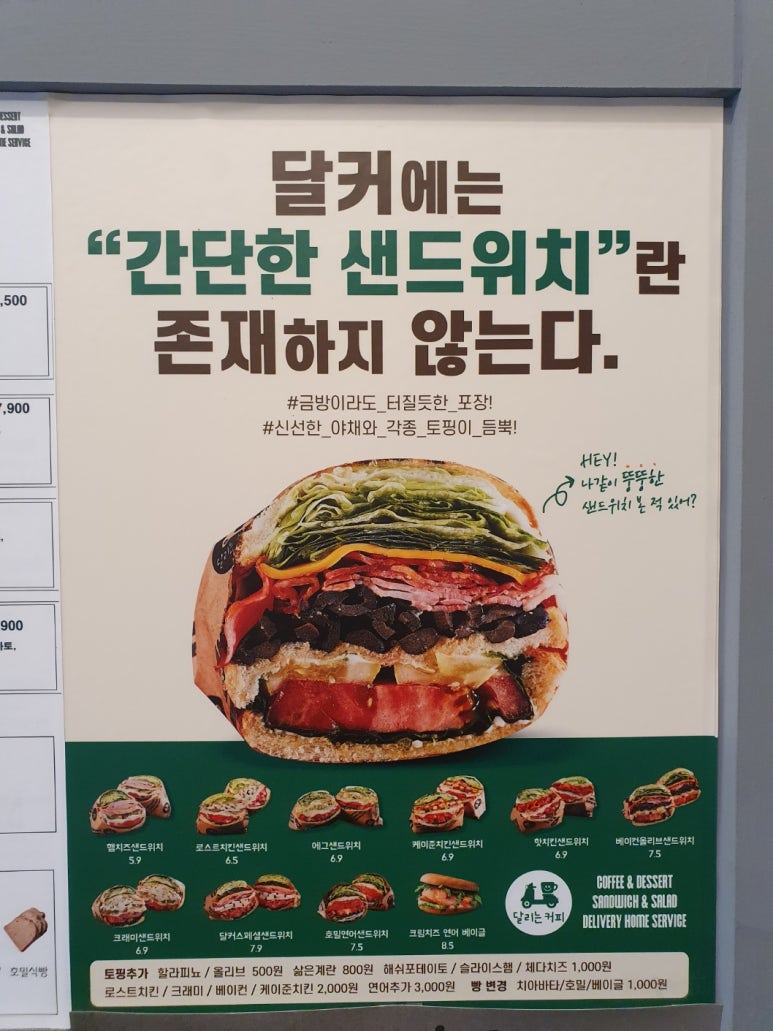 DESSERT
& SALAD
ME SERVICE
,500
7,900
900
호밀식빵
달커에는
“간단한 샌드위치”란
존재하지 않는다.
#금방이라도_터질듯한_포장!
#신선한_야채와_각종_토핑이_듬뿍!
HEY!
나같이 뚱뚱한
샌드위치 본 적 있어?
햄치즈샌드위치
5.9
로스트치킨샌드위치
6.5
에그샌드위치
6.9
케이준치킨샌드위치
6.9
핫치킨샌드위치
6.9
베이컨올리브샌드위치
7.5
크래미샌드위치
6.9
달커스페셜샌드위치
7.9
호밀연어샌드위치
7.5
크림치즈 연어 베이글
8.5
달리는커피
COFFEE & DESSERT
SANDWICH & SALAD
DELIVERY HOME SERVICE
토핑추가 할라피뇨 / 올리브 500원 삶은계란 800원 해쉬포테이토 / 슬라이스햄 / 체다치즈 1,000원
로스트치킨 / 크래미 / 베이컨 / 케이준치킨 2,000원 연어추가 3,000원 빵 변경 치아바타/호밀/베이글 1,000원